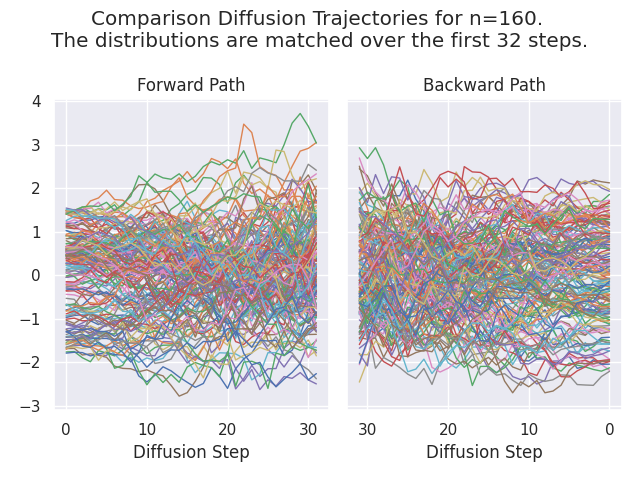 Comparison Diffusion Trajectories for n=160.
The distributions are matched over the first 32 steps.
Forward Path
Backward Path
4
3
2
1
0
−1
−2
−3
0 10 20 30
30 20 10 0
Diffusion Step
Diffusion Step